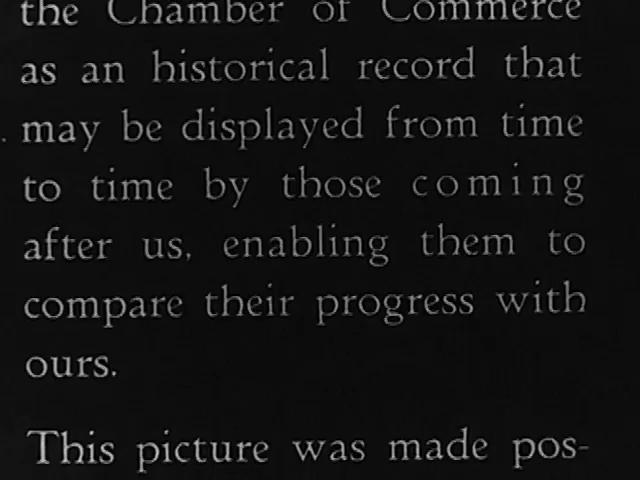 the Chamber of Commerce
as an historical record that
may be displayed from time
to time by those coming
after us, enabling them to
compare their progress with
ours.
This picture was made pos-